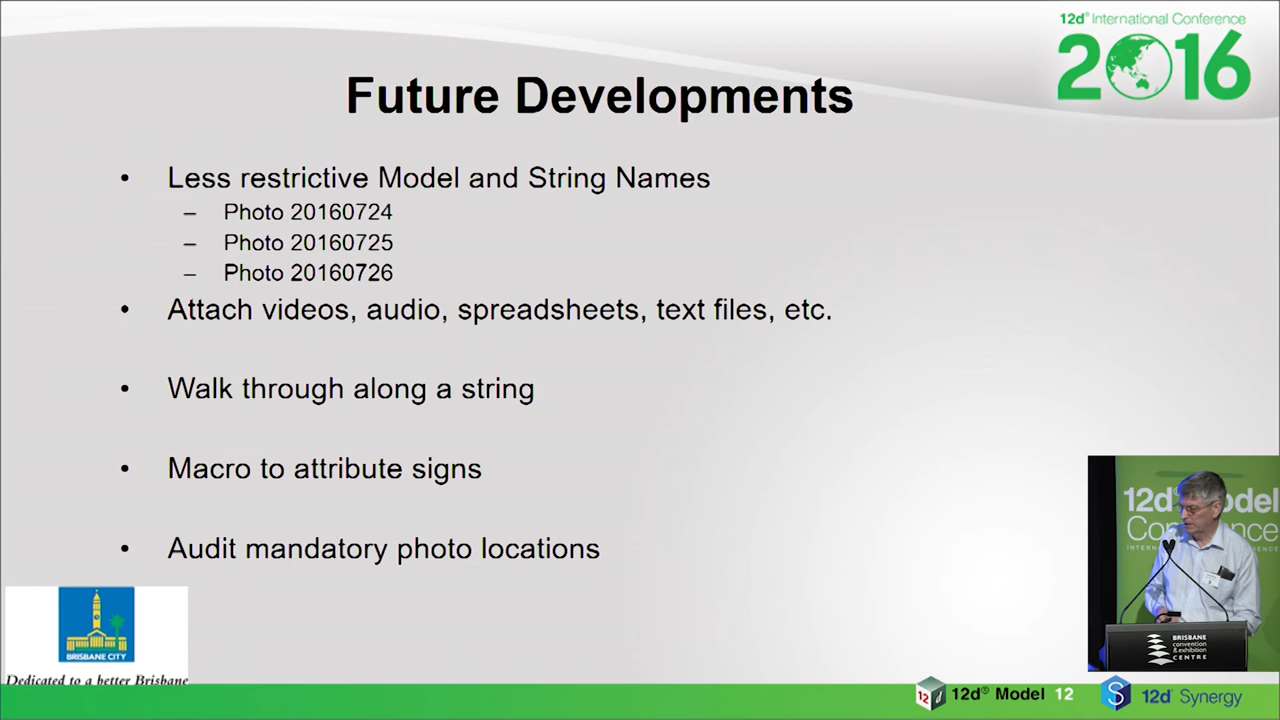 12d® International Conference
2016
Future Developments
• Less restrictive Model and String Names
– Photo 20160724
– Photo 20160725
– Photo 20160726
• Attach videos, audio, spreadsheets, text files, etc.
• Walk through along a string
• Macro to attribute signs
• Audit mandatory photo locations
12d® Model
Conference
INTERNATIONAL
BRISBANE
convention
& exhibition
CENTRE
BRISBANE CITY
Dedicated to a better Brisbane
12d® Model 12
12d® Synergy